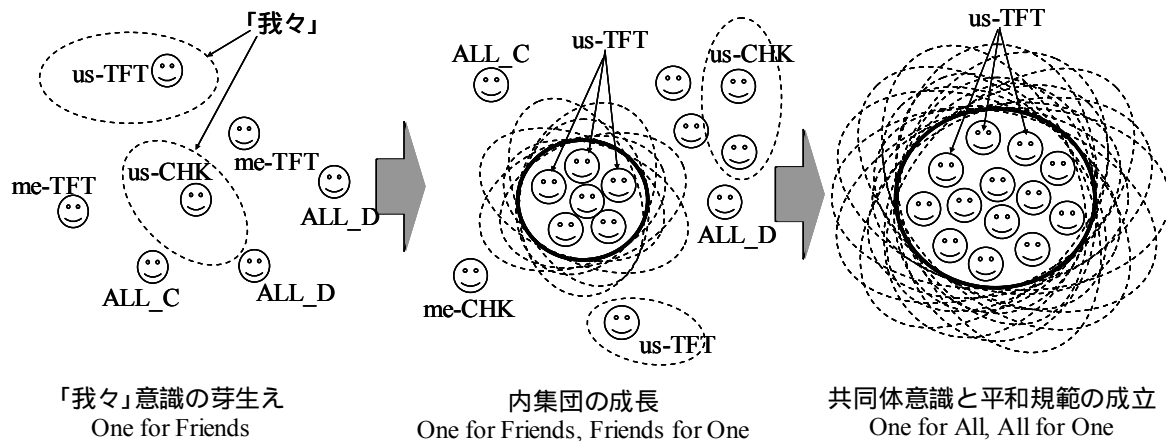 「我々」
us-TFT
us-CHK
me-TFT
me-TFT
ALL_D
ALL_C
ALL_D
「我々」意識の芽生え
One for Friends
ALL_C
us-TFT
us-CHK
ALL_D
me-CHK
us-TFT
内集団の成長
One for Friends, Friends for One
us-TFT
共同体意識と平和規範の成立
One for All, All for One